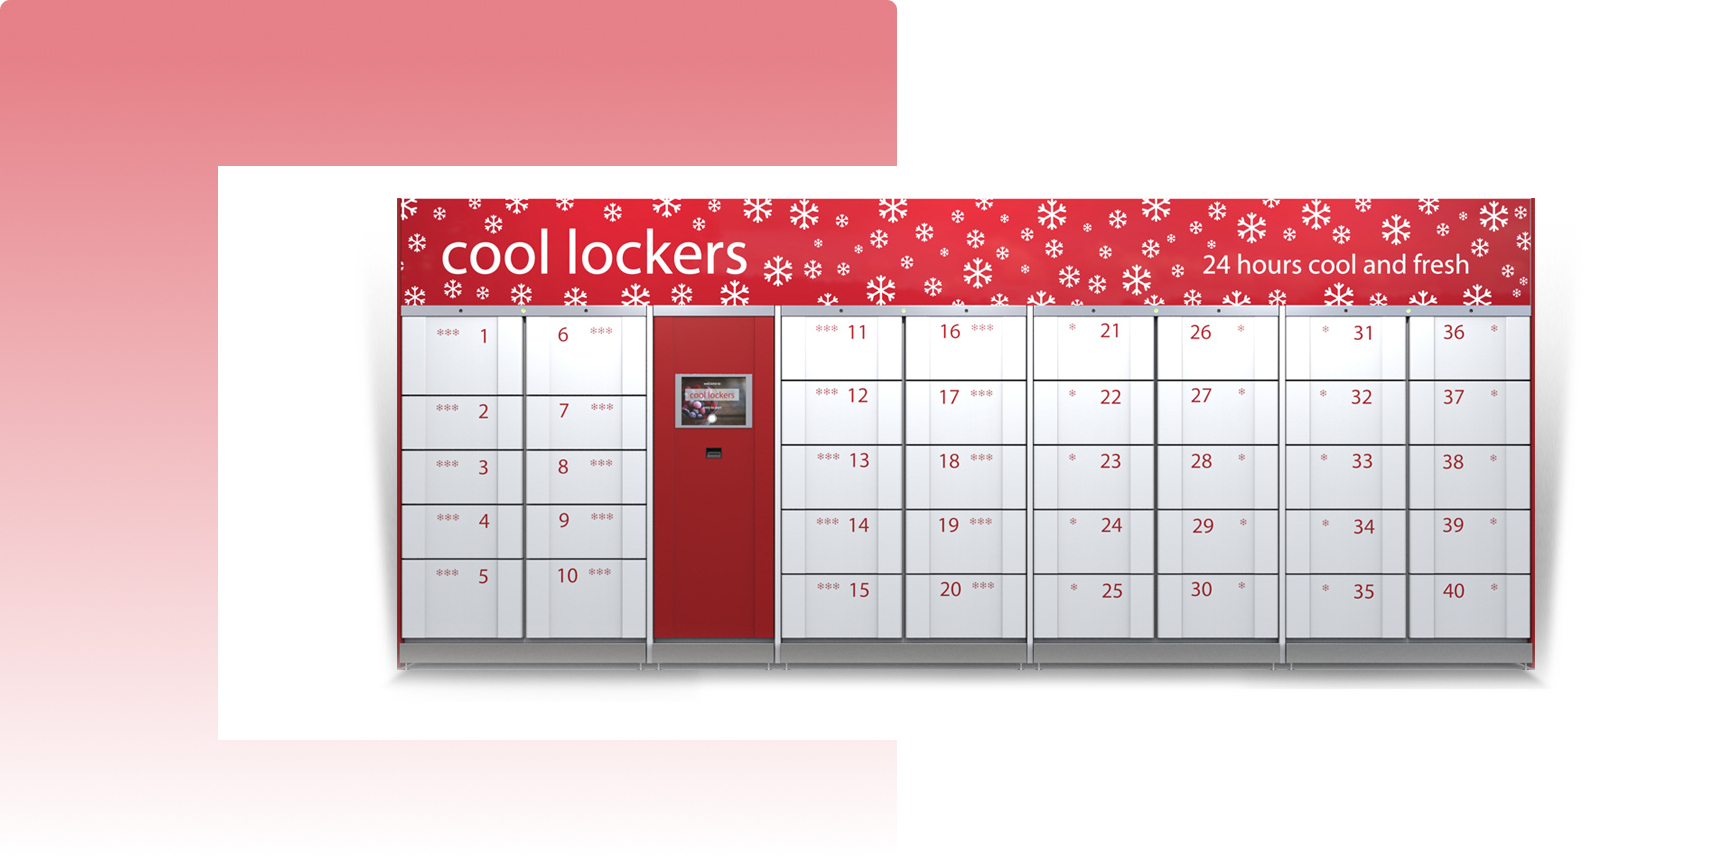 cool lockers
24 hours cool and fresh
1 6 11 16 21 26 31 36
cool lockers
2 7 12 17 22 27 32 37
3 8 13 18 23 28 33 38
4 9 14 19 24 29 34 39
5 10 15 20 25 30 35 40